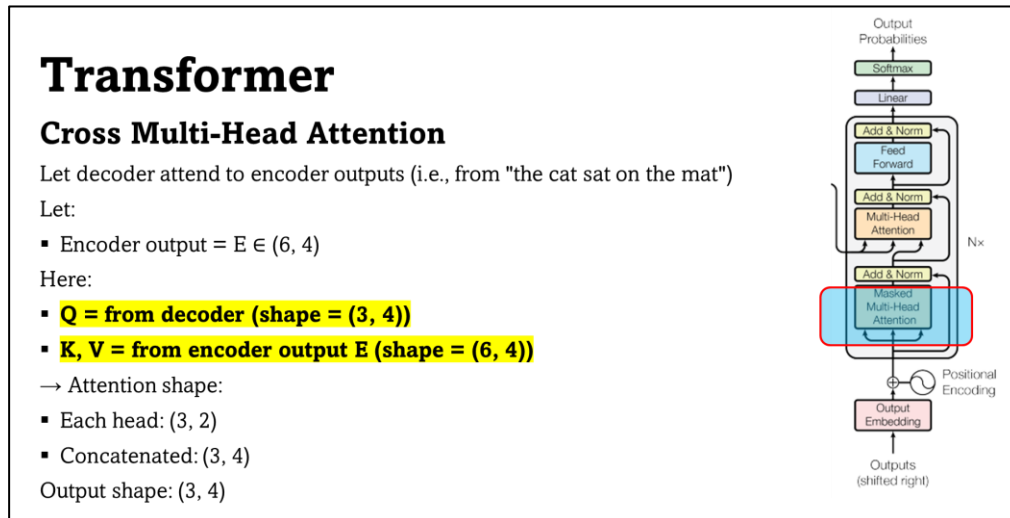 Transformer
Cross Multi-Head Attention
Let decoder attend to encoder outputs (i.e., from "the cat sat on the mat")
Let:
▪ Encoder output = E ∈ (6, 4)
Here:
▪ Q = from decoder (shape = (3, 4))
▪ K, V = from encoder output E (shape = (6, 4))
→ Attention shape:
▪ Each head: (3, 2)
▪ Concatenated: (3, 4)
Output shape: (3, 4)
Output
Probabilities
Softmax
Linear
Add & Norm
Feed
Forward
Add & Norm
Multi-Head
Attention
Nx
Add & Norm
Masked
Multi-Head
Attention
Positional
Encoding
Output
Embedding
Outputs
(shifted right)